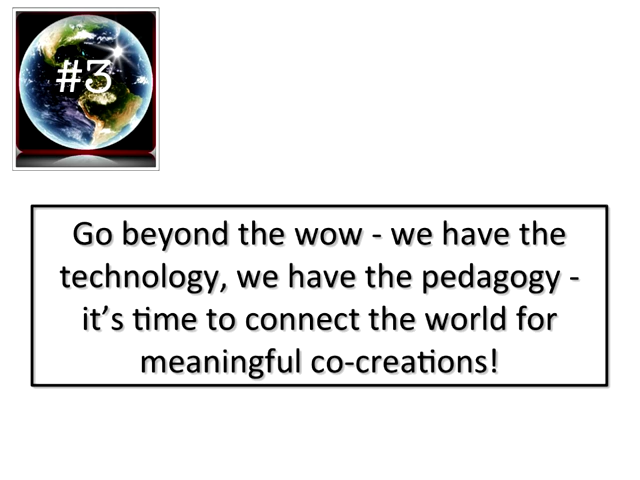 #3
Go beyond the wow - we have the
technology, we have the pedagogy -
it’s time to connect the world for
meaningful co-creations!